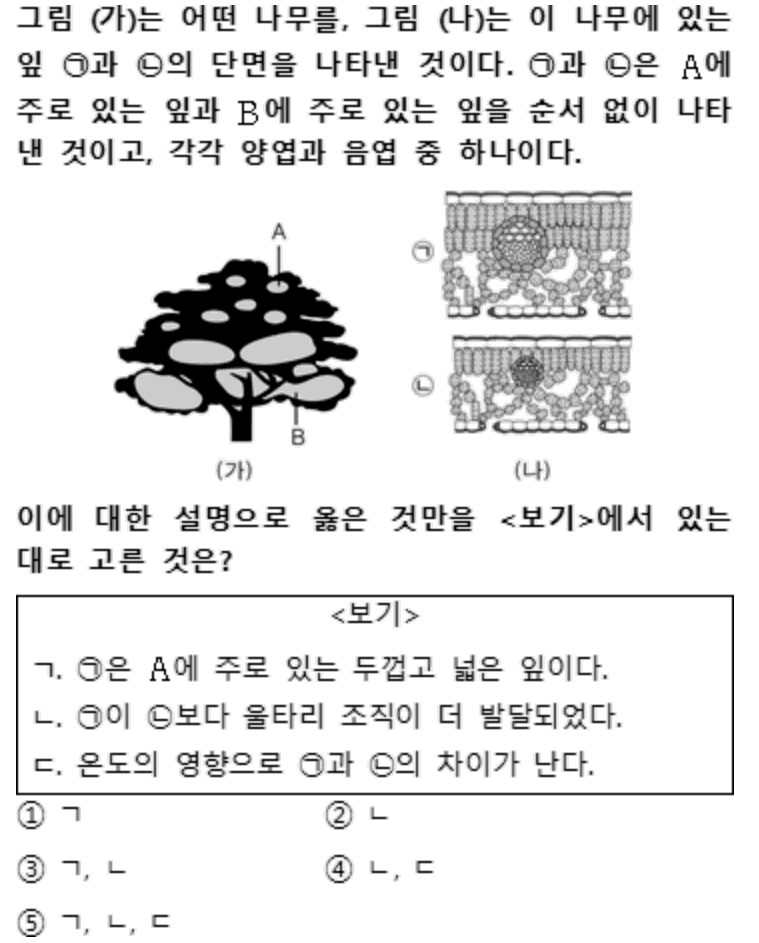 그림 (가)는 어떤 나무를, 그림 (나)는 이 나무에 있는
잎 ㉠과 ㉡의 단면을 나타낸 것이다. ㉠과 ㉡은 A에
주로 있는 잎과 B에 주로 있는 잎을 순서 없이 나타
낸 것이고, 각각 양엽과 음엽 중 하나이다.
A
B
(가)
㉠
㉡
(나)
이에 대한 설명으로 옳은 것만을 <보기>에서 있는
대로 고른 것은?
<보기>
ㄱ. ㉠은 A에 주로 있는 두껍고 넓은 잎이다.
ㄴ. ㉠이 ㉡보다 울타리 조직이 더 발달되었다.
ㄷ. 온도의 영향으로 ㉠과 ㉡의 차이가 난다.
① ㄱ ② ㄴ
③ ㄱ, ㄴ ④ ㄴ, ㄷ
⑤ ㄱ, ㄴ, ㄷ